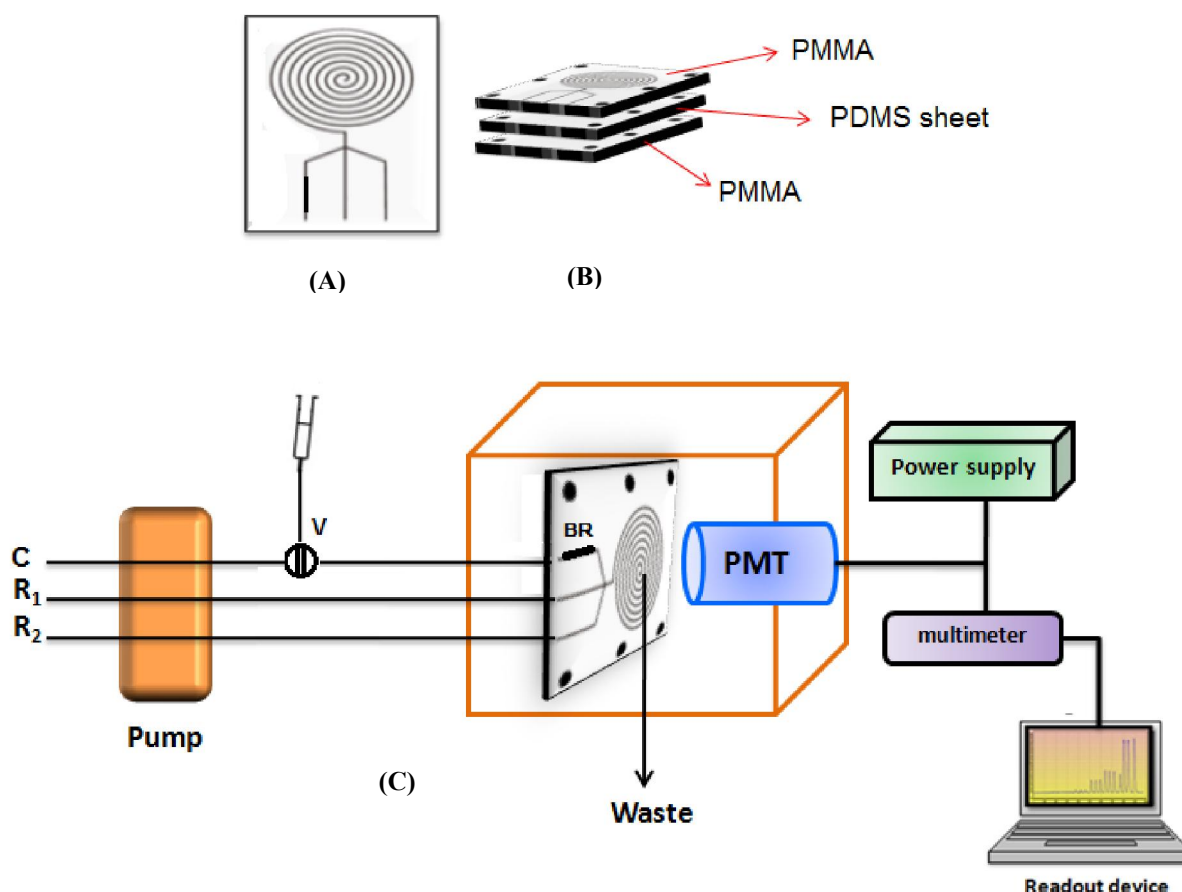 PMMA
PDMS sheet
PMMA
(A)
(B)
V
C
R₁
R₂
BR
PMT
Power supply
multimeter
Pump
(C)
Waste
Readout device